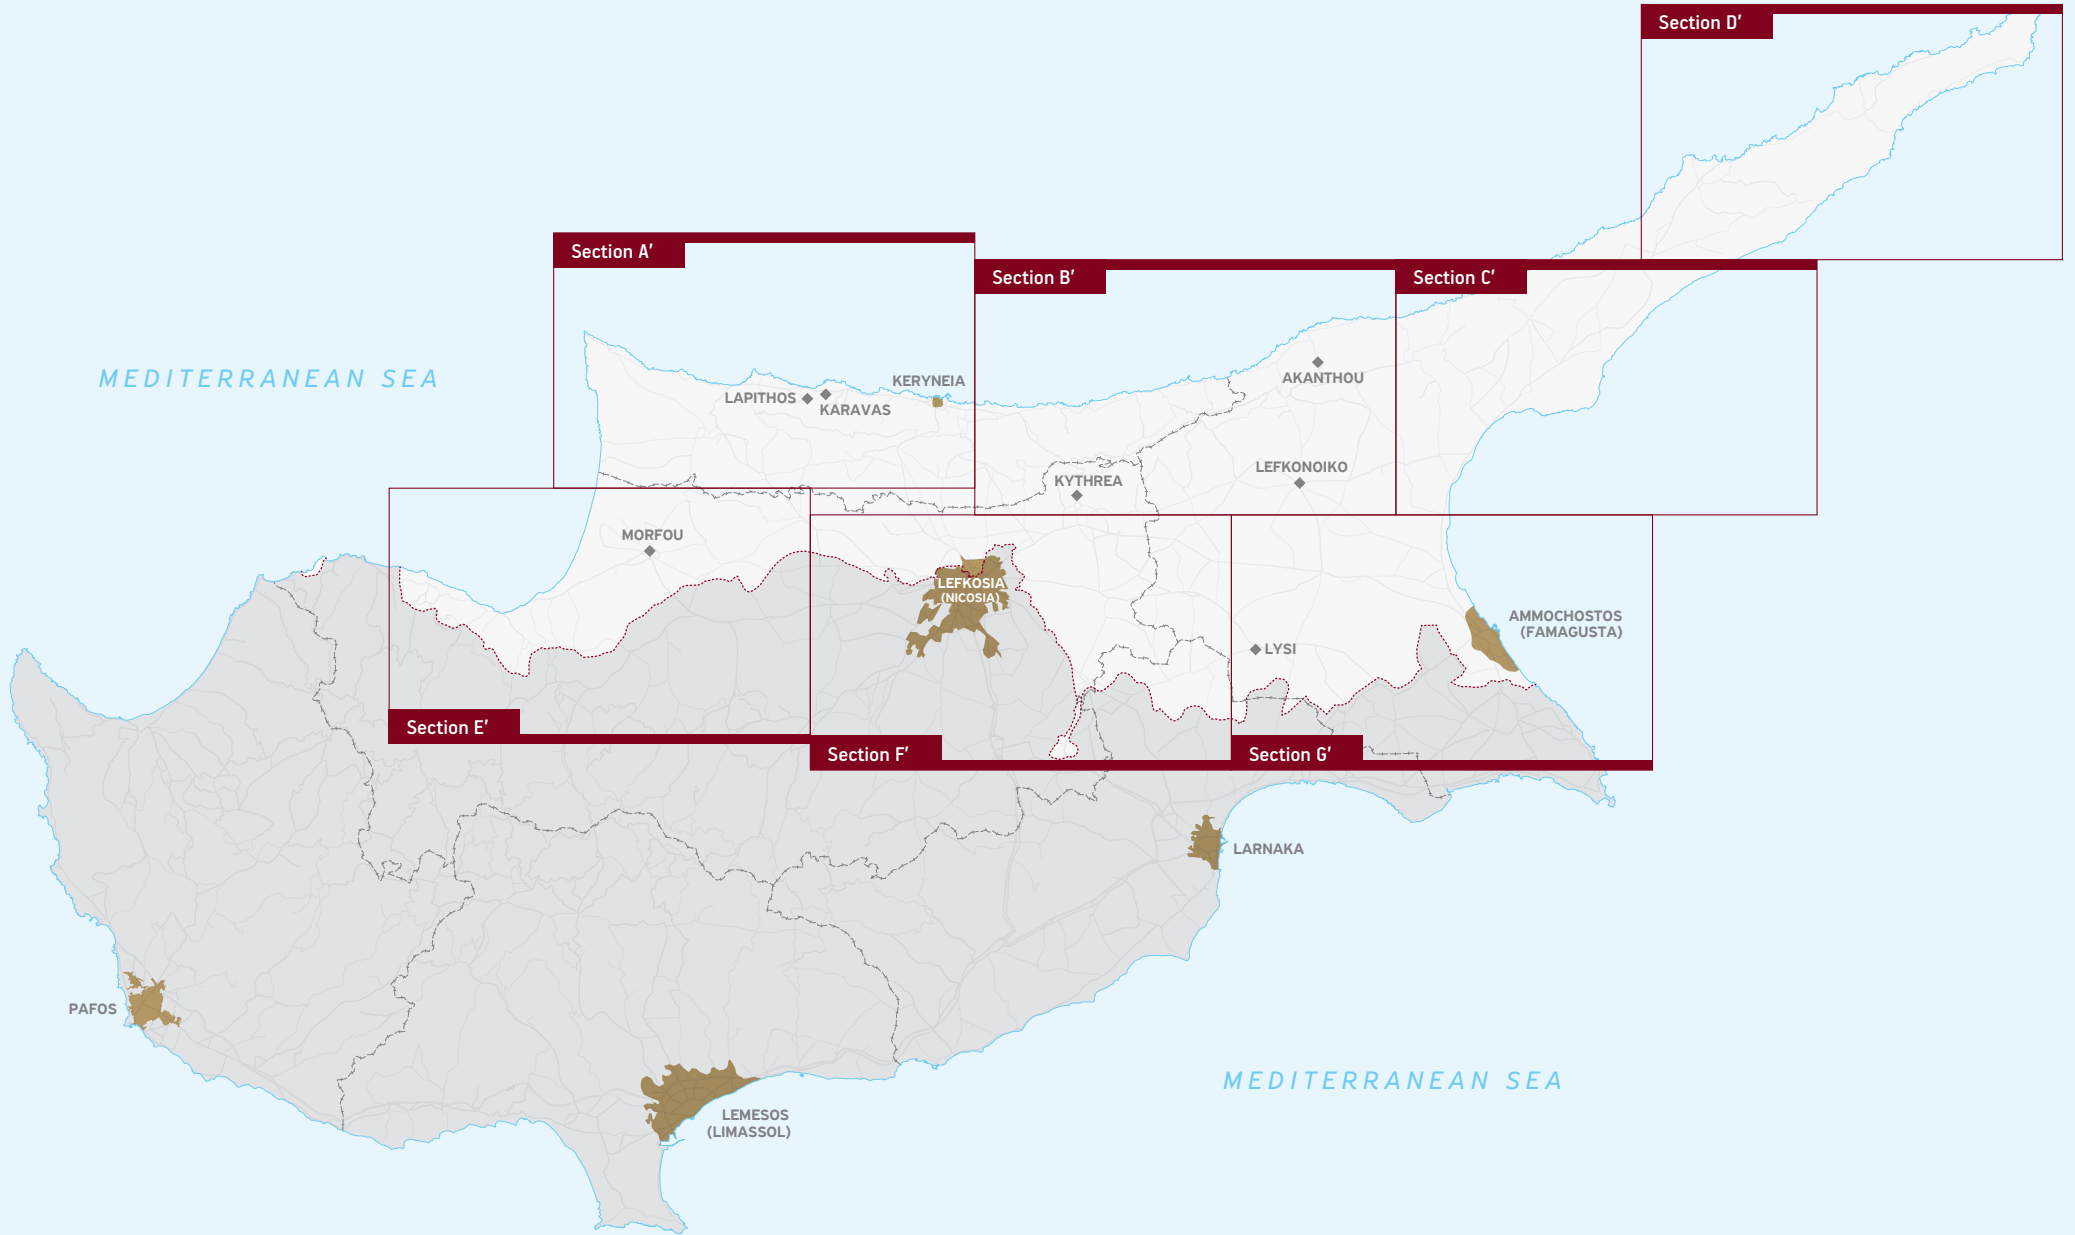 Section D′
Section A′
Section B′
Section C′
MEDITERRANEAN SEA
KERYNEIA
LAPITHOS
KARAVAS
AKANTHOU
LEFKONOIKO
KYTHREA
MORFOU
LEFKOSIA
(NICOSIA)
AMMOCHOSTOS
(FAMAGUSTA)
LYSI
Section E′
Section F′
Section G′
LARNAKA
PAFOS
MEDITERRANEAN SEA
LEMESOS
(LIMASSOL)